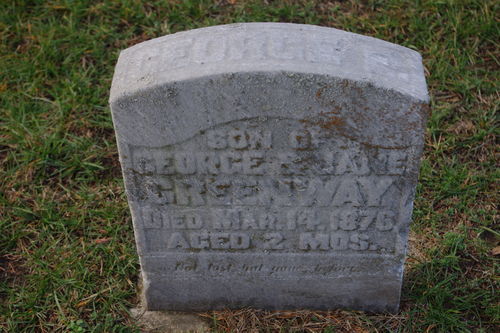 GEORGE E.
SON OF
GEORGE & JANE
GREENWAY
DIED MAR. 14, 1876
AGED 2 MOS.
Not lost but gone before.